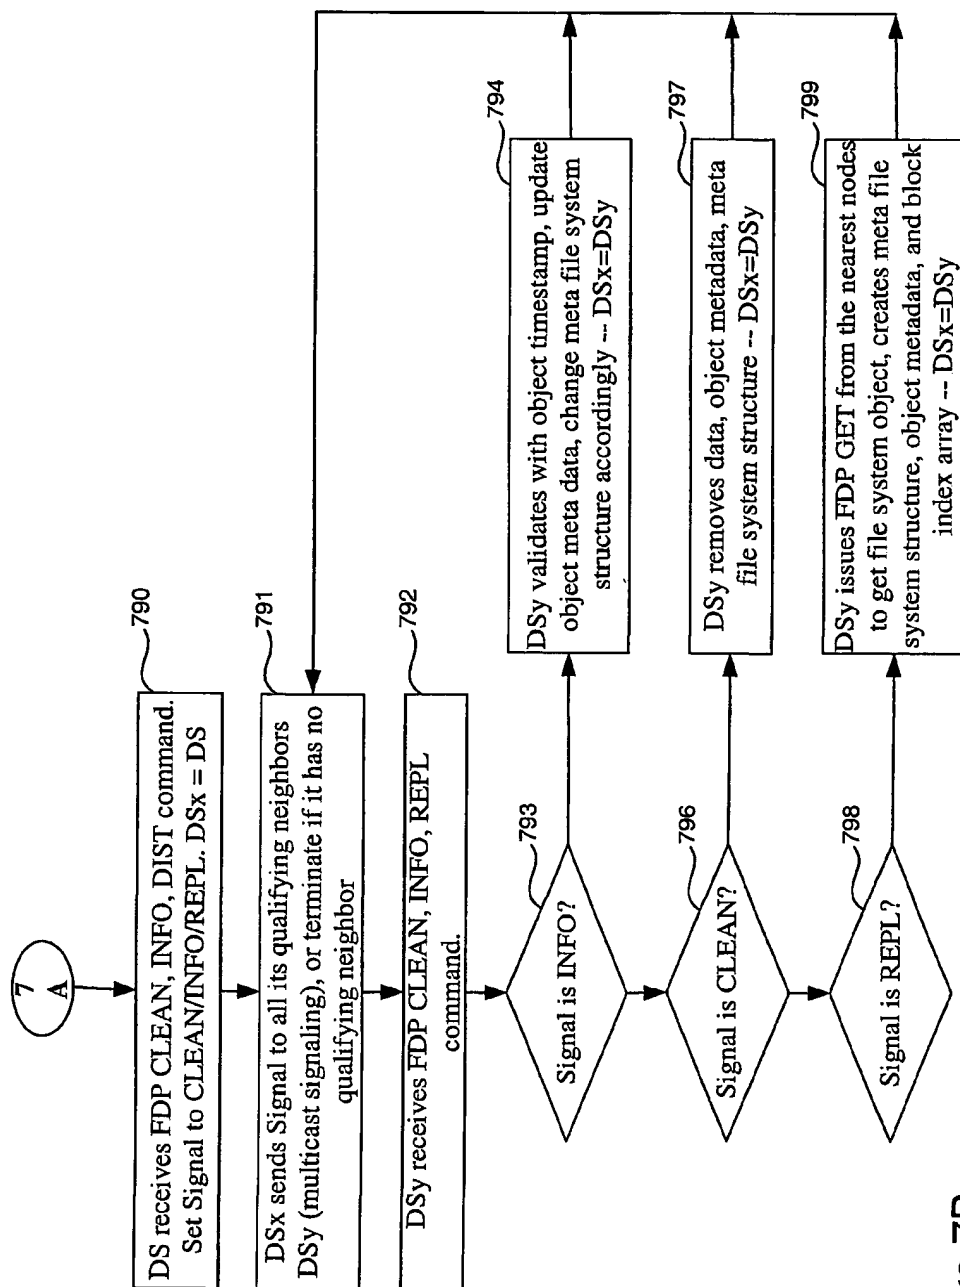 7
A
790
DS receives FDP CLEAN, INFO, DIST command.
Set Signal to CLEAN/INFO/REPL. DSx = DS
791
DSx sends Signal to all its qualifying neighbors
DSy (multicast signaling), or terminate if it has no
qualifying neighbor
792
DSy receives FDP CLEAN, INFO, REPL
command.
793
Signal is INFO?
794
DSy validates with object timestamp, update
object meta data, change meta file system
structure accordingly -- DSx=DSy
796
Signal is CLEAN?
797
DSy removes data, object metadata, meta
file system structure -- DSx=DSy
798
Signal is REPL?
799
DSy issues FDP GET from the nearest nodes
to get file system object, creates meta file
system structure, object metadata, and block
index array -- DSx=DSy